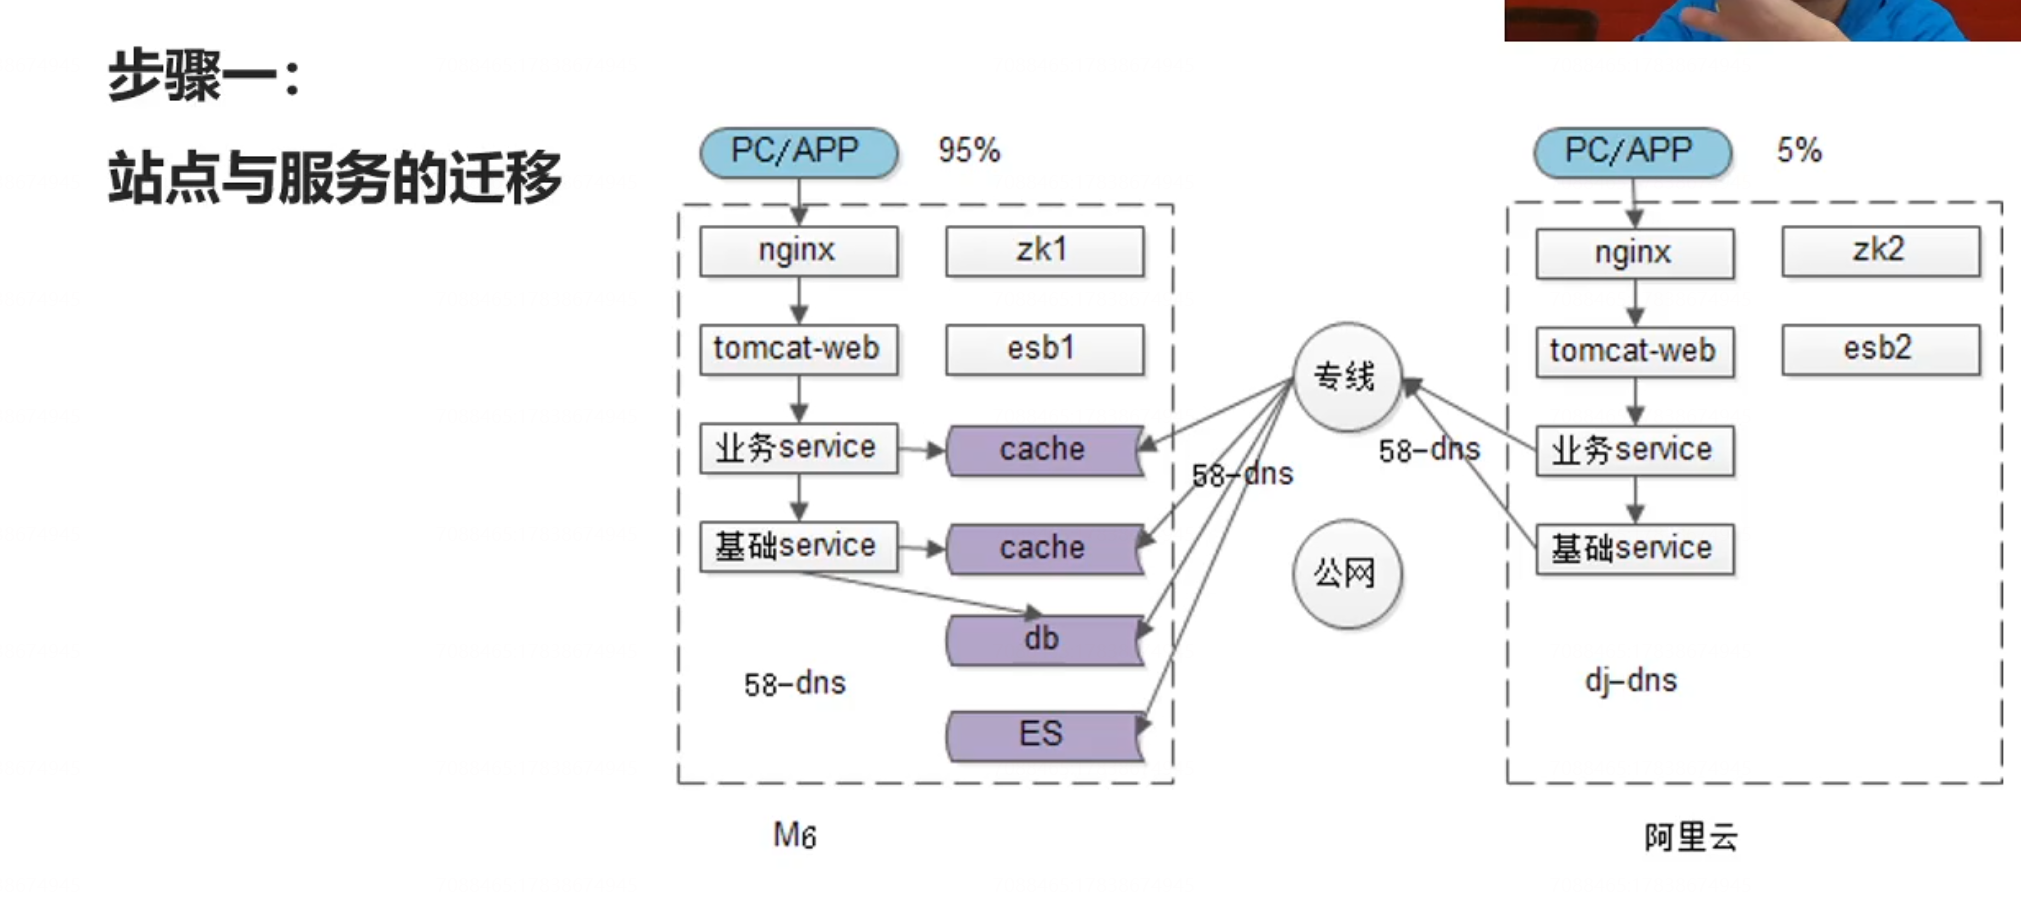 步骤一：
站点与服务的迁移
PC/APP
95%
PC/APP
5%
nginx
zk1
nginx
zk2
tomcat-web
esb1
专线
tomcat-web
esb2
业务service
cache
58-dns
58-dns
业务service
基础service
cache
公网
基础service
db
58-dns
dj-dns
ES
M6
阿里云